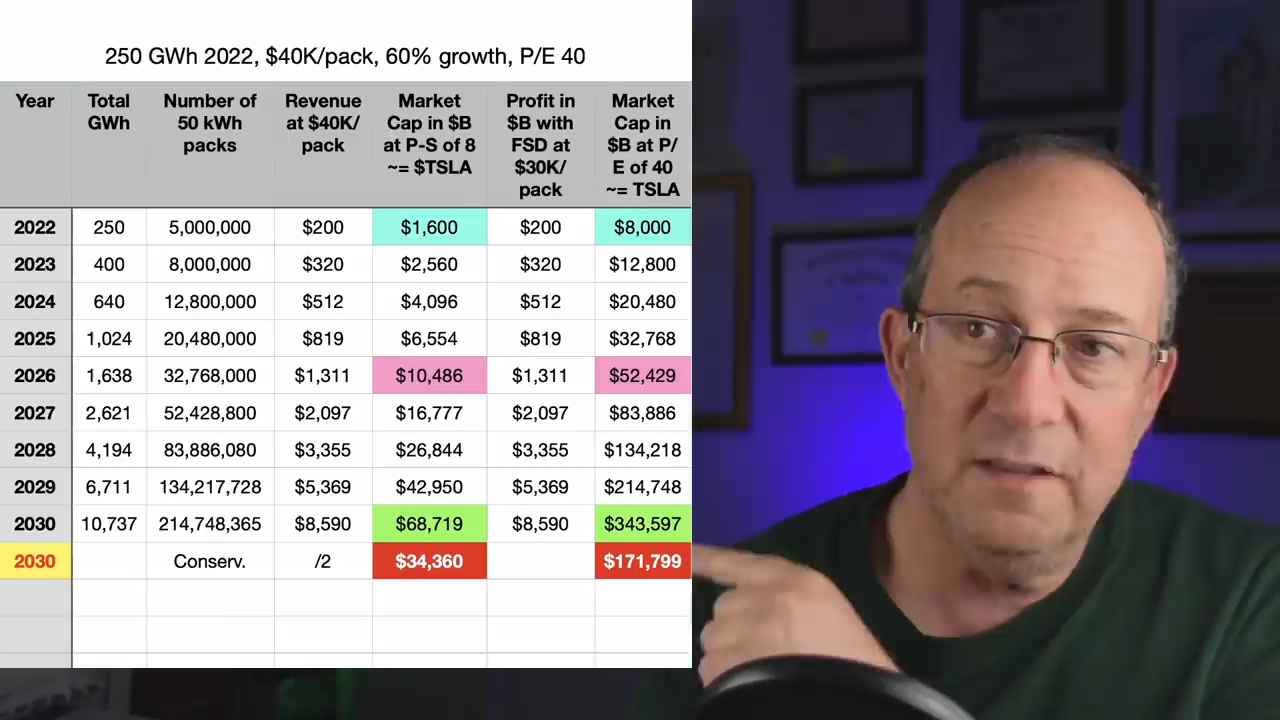 250 GWh 2022, $40K/pack, 60% growth, P/E 40
Year Total GWh Number of 50 kWh packs Revenue at $40K/ pack Market Cap in $B at P-S of 8 ~= $TSLA Profit in $B with FSD at $30K/ pack Market Cap in $B at P/ E of 40 ~= TSLA
2022 250 5,000,000 $200 $1,600 $200 $8,000
2023 400 8,000,000 $320 $2,560 $320 $12,800
2024 640 12,800,000 $512 $4,096 $512 $20,480
2025 1,024 20,480,000 $819 $6,554 $819 $32,768
2026 1,638 32,768,000 $1,311 $10,486 $1,311 $52,429
2027 2,621 52,428,800 $2,097 $16,777 $2,097 $83,886
2028 4,194 83,886,080 $3,355 $26,844 $3,355 $134,218
2029 6,711 134,217,728 $5,369 $42,950 $5,369 $214,748
2030 10,737 214,748,365 $8,590 $68,719 $8,590 $343,597
2030 Conserv. /2 $34,360 $171,799